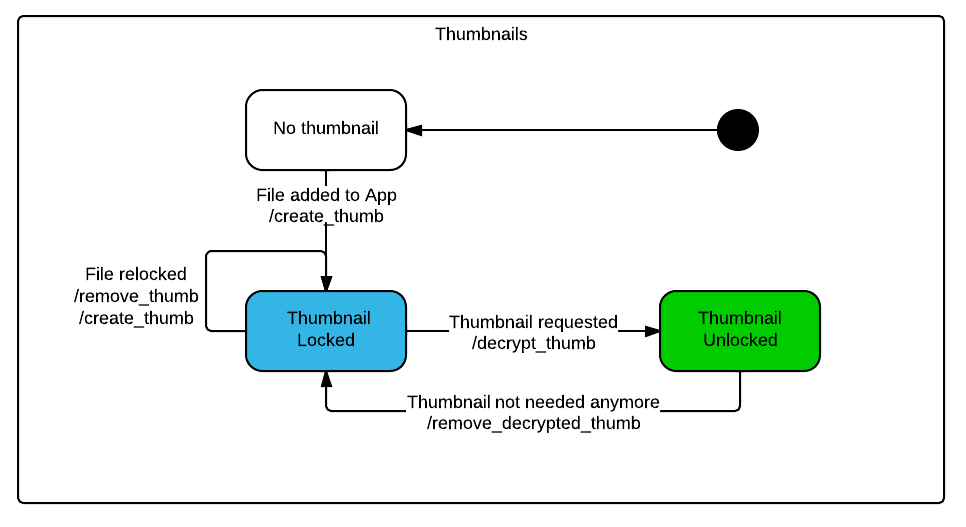 Thumbnails
No thumbnail
File added to App
/create_thumb
File relocked
/remove_thumb
/create_thumb
Thumbnail
Locked
Thumbnail requested
/decrypt_thumb
Thumbnail
Unlocked
Thumbnail not needed anymore
/remove_decrypted_thumb